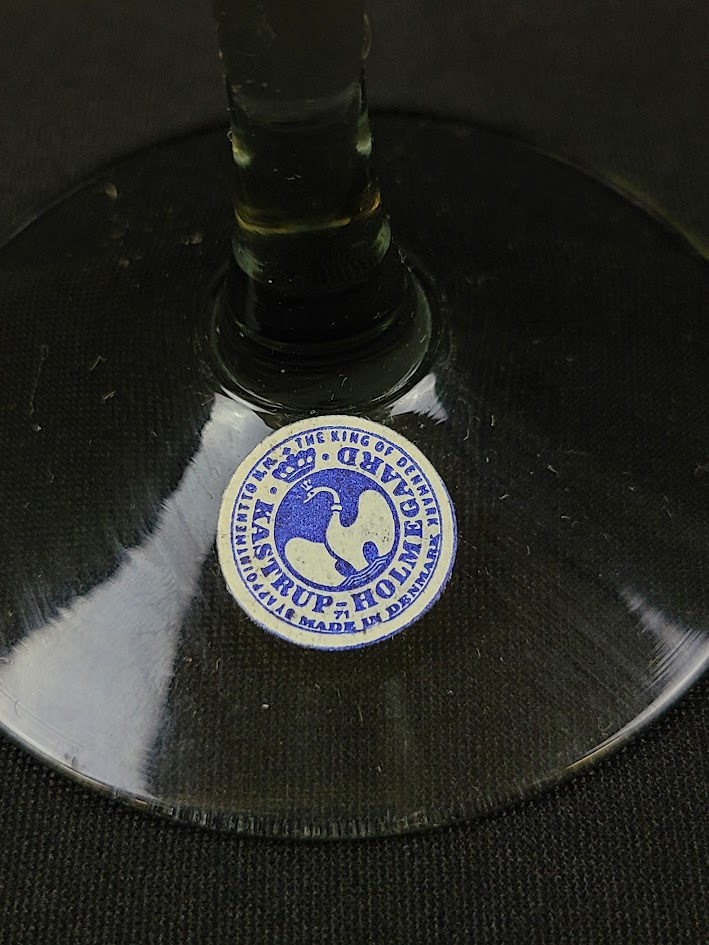 BY APPOINTMENT TO H.M. THE KING OF DENMARK
KASTRUP-HOLMEGAARD
71
MADE IN DENMARK